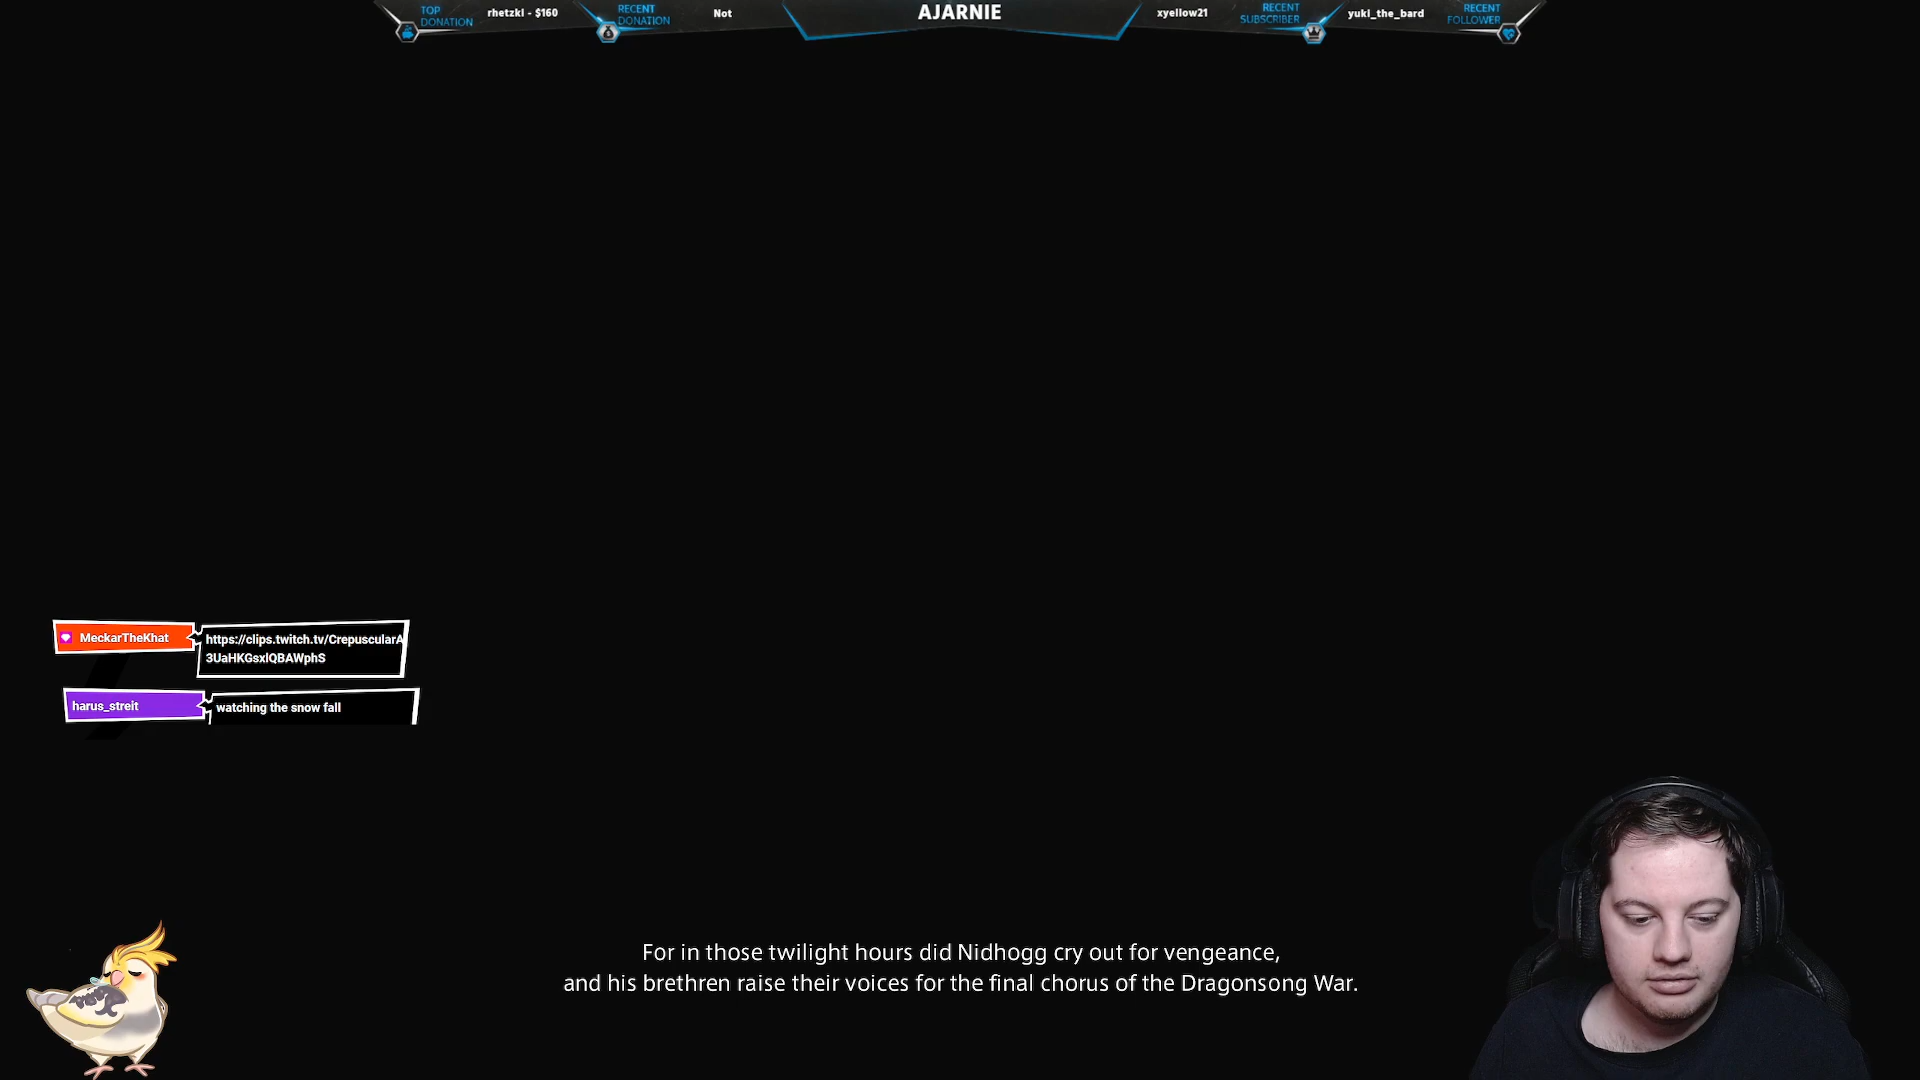 TOP
DONATION
rhetzki - $160
RECENT
DONATION
Not
AJARNIE
xyellow21
RECENT
SUBSCRIBER
yuki_the_bard
RECENT
FOLLOWER
MeckarTheKhat
https://clips.twitch.tv/CrepuscularA
3UaHKGsxlQBAWphS
harus_streit
watching the snow fall
For in those twilight hours did Nidhogg cry out for vengeance,
and his brethren raise their voices for the final chorus of the Dragonsong War.